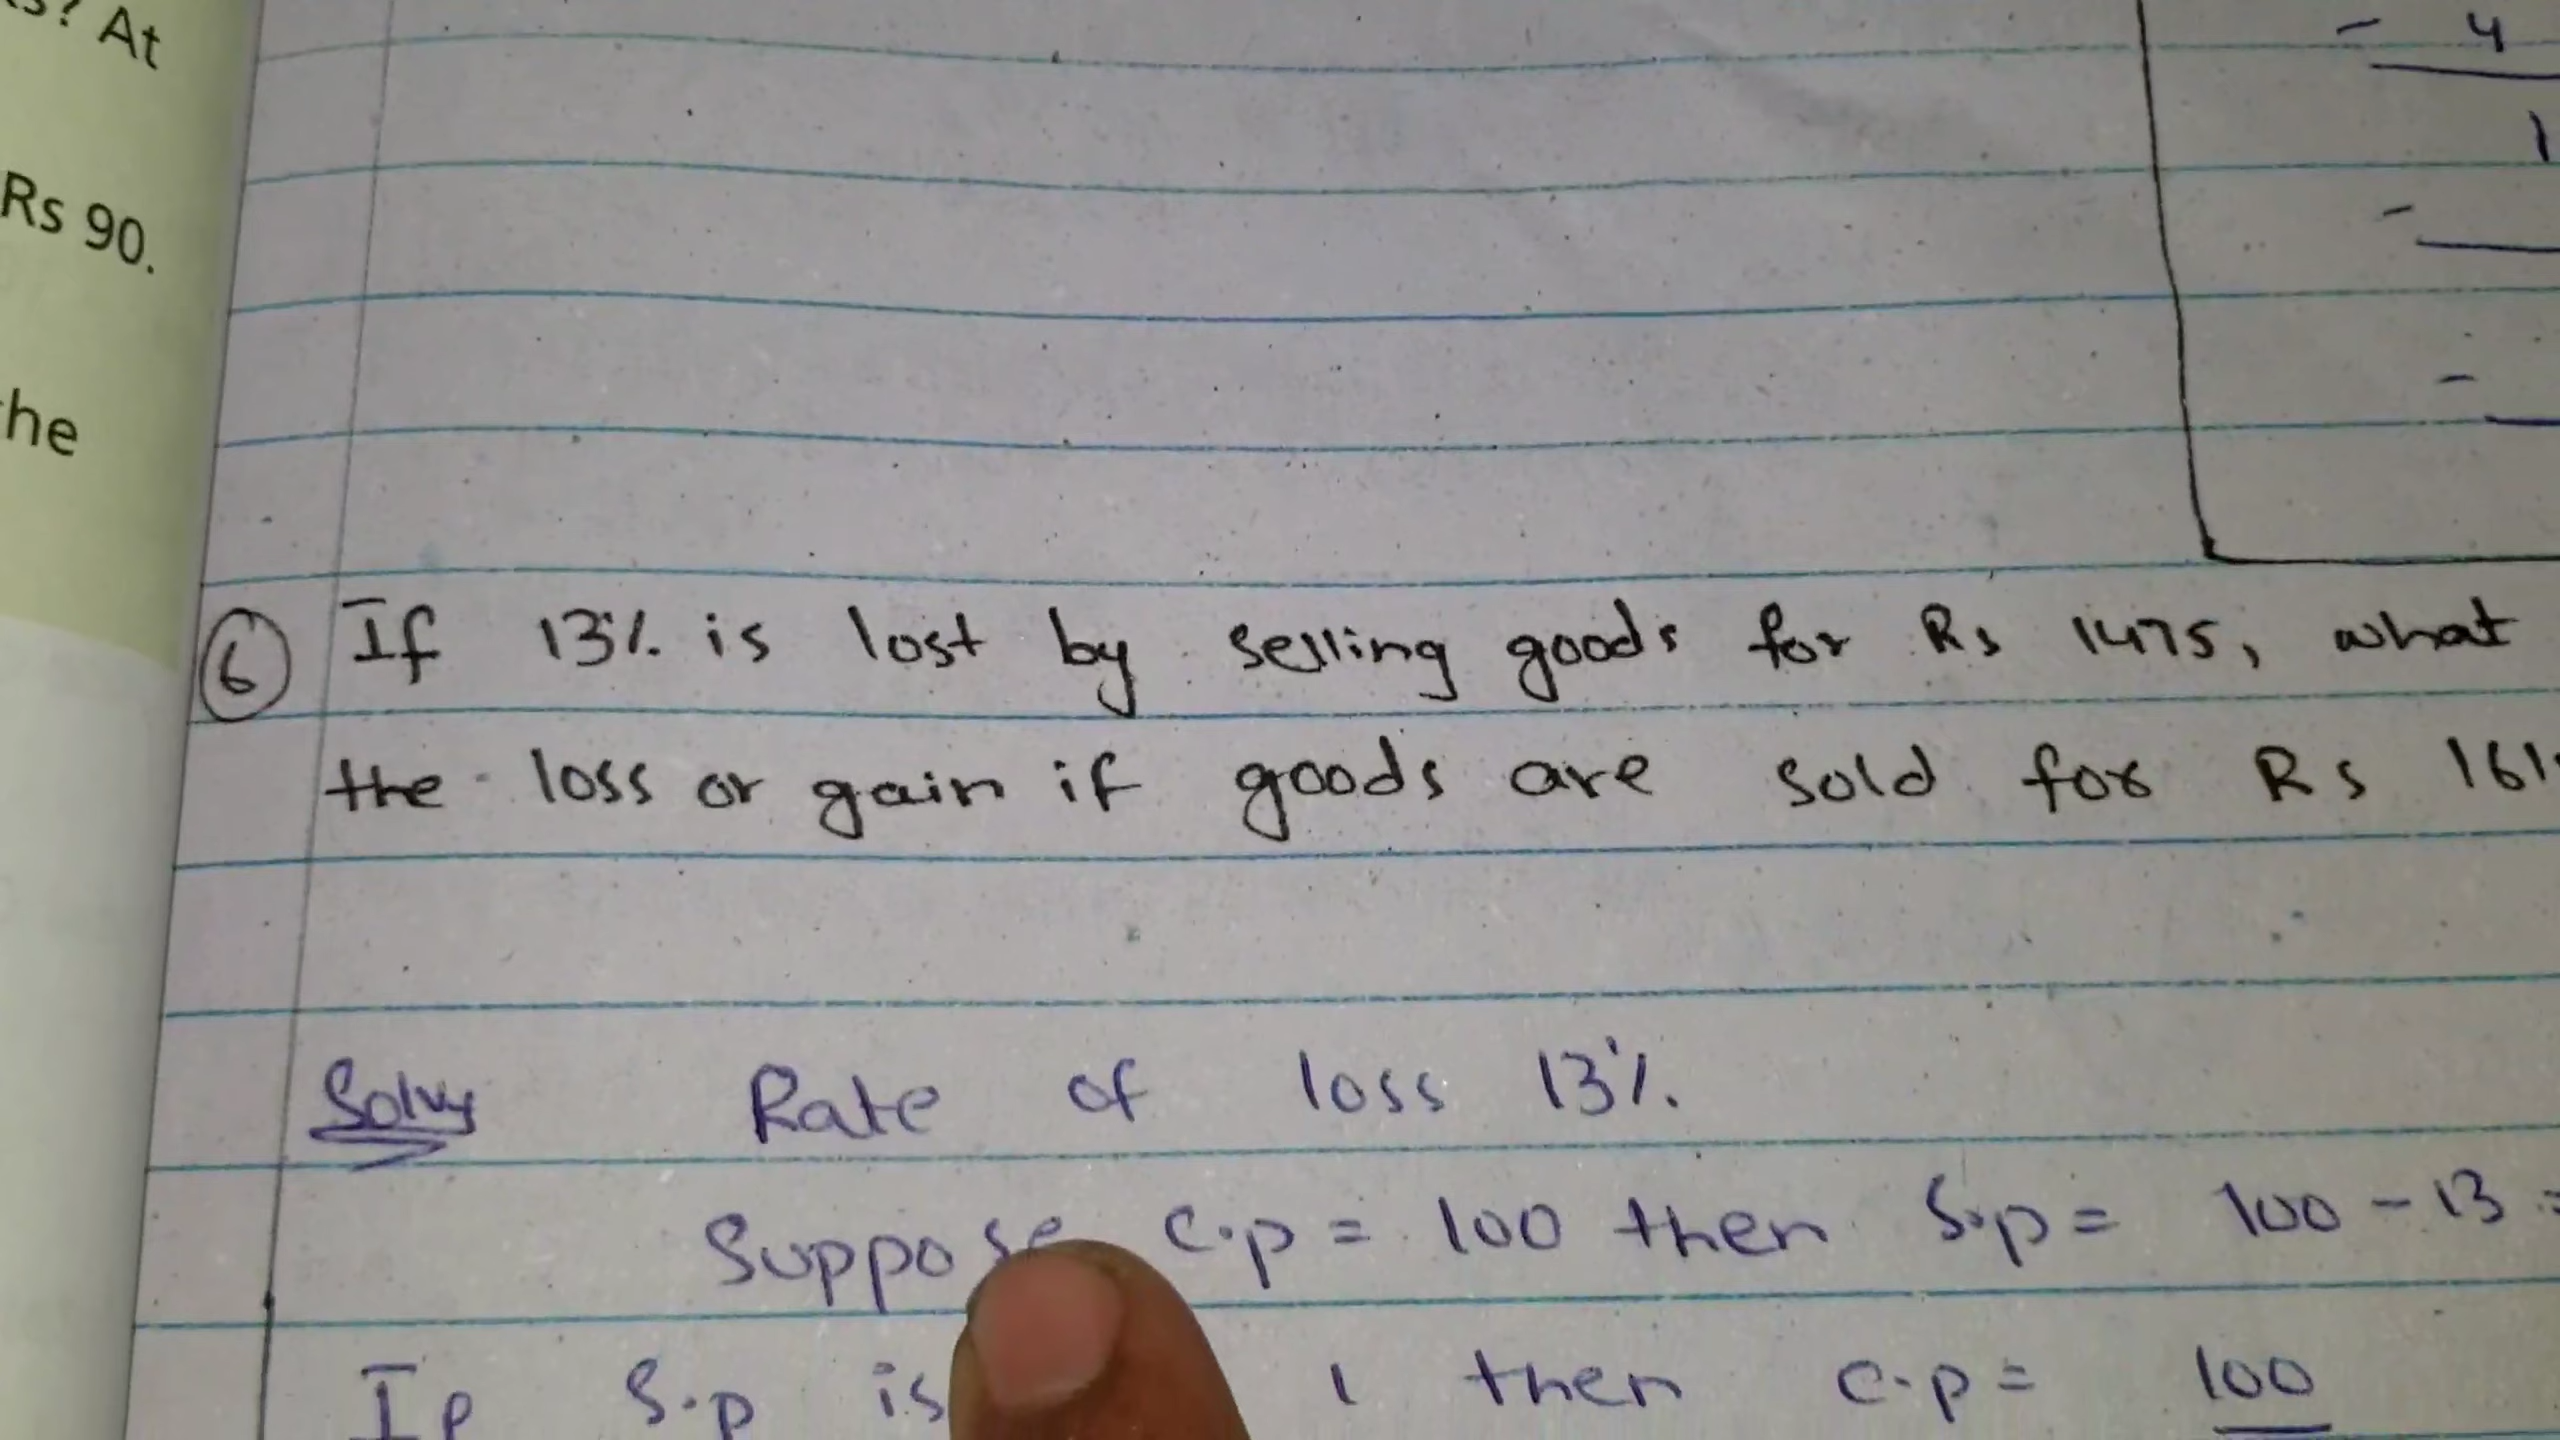 At
Rs 90.
he
- 4
1
-
-
6 If 13% is lost by selling goods for Rs 1475, what
the loss or gain if goods are sold for Rs 161
Rate of loss 13%.
Suppose C.p = 100 then S.p = 100 - 13 =
If S.p is 1 then C.p = 100